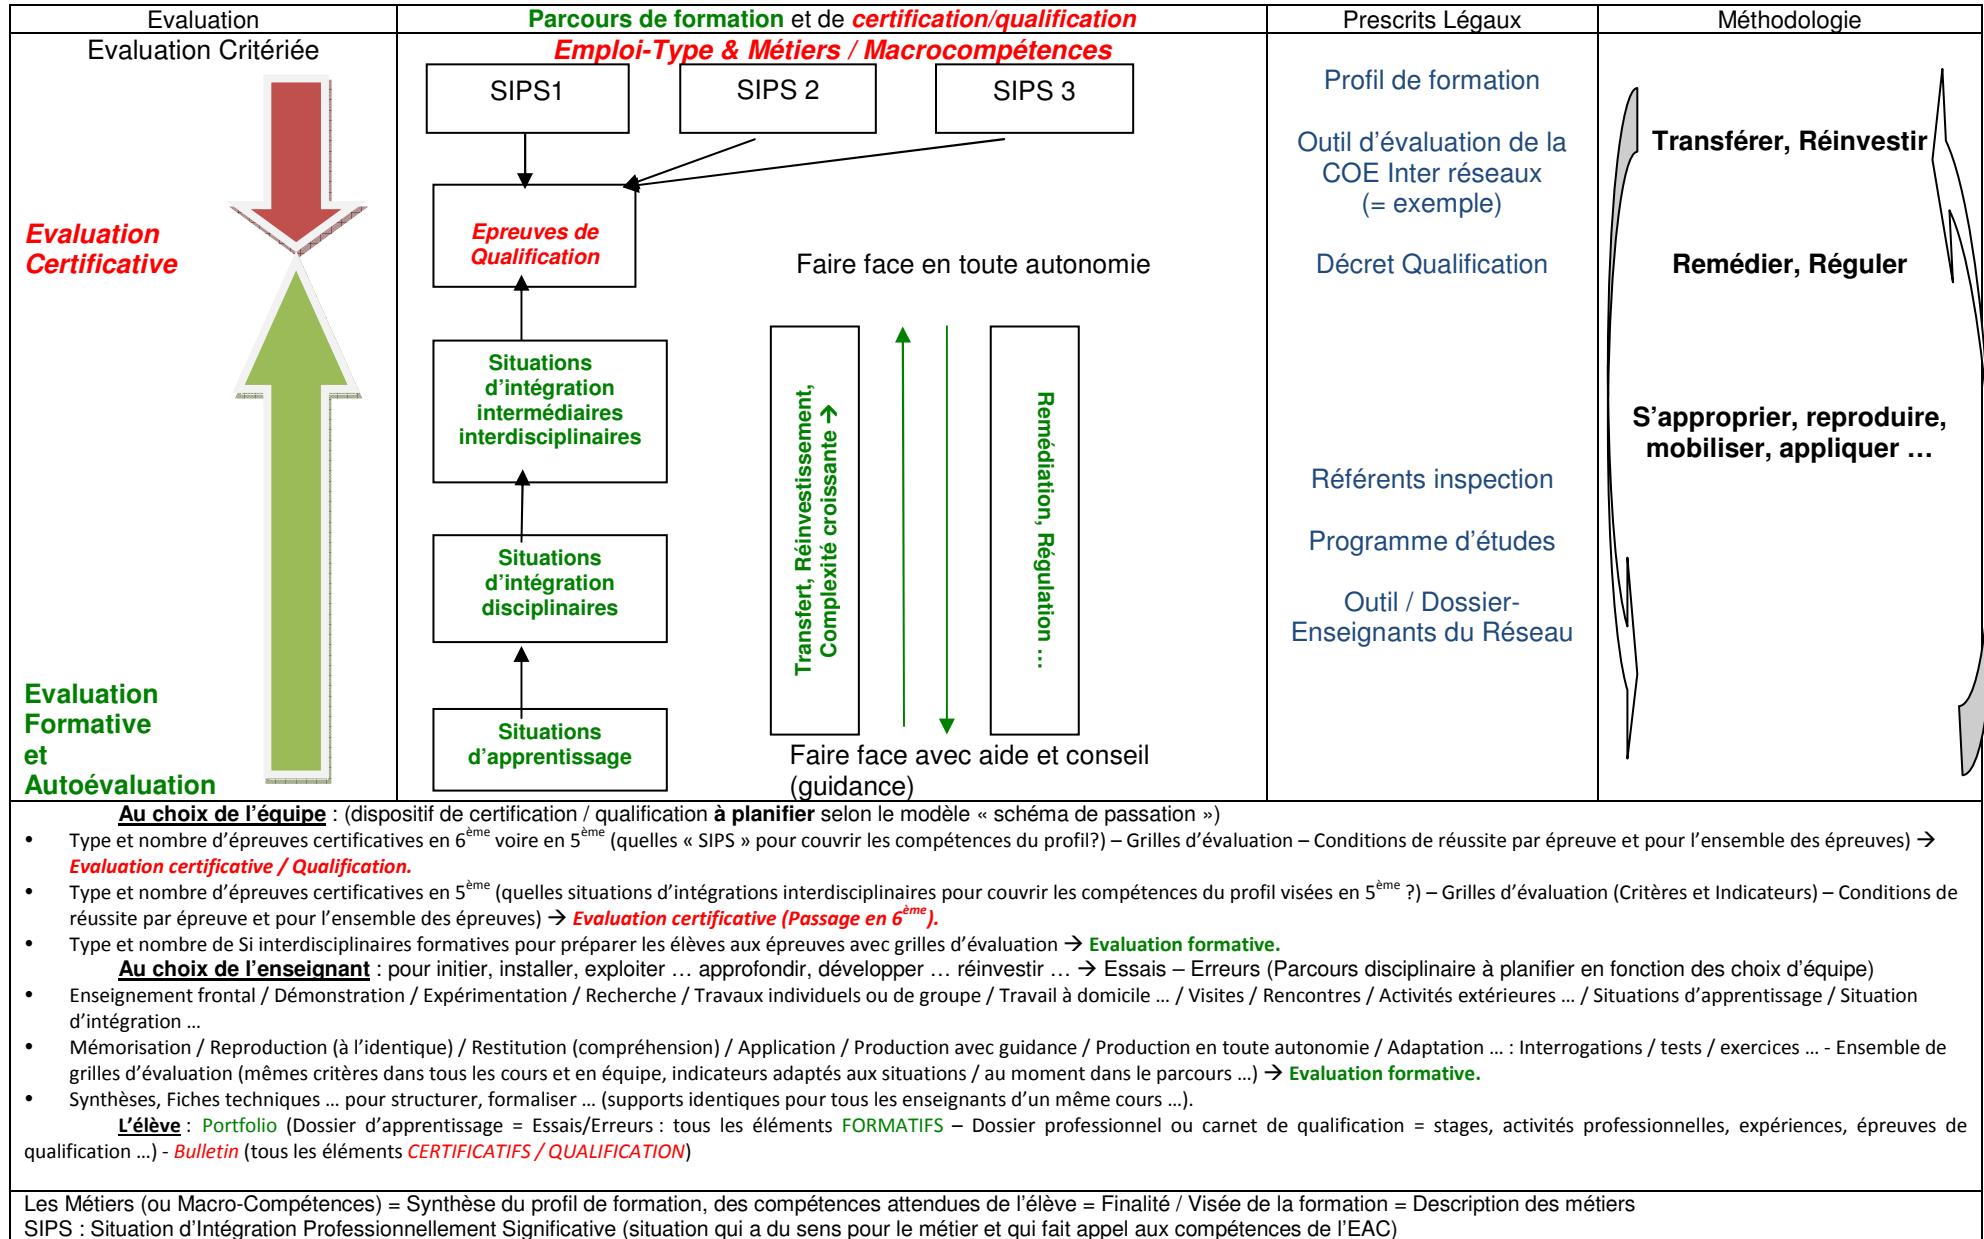 Evaluation
Parcours de formation et de certification/qualification
Prescrits Légaux
Méthodologie
Evaluation Critériée
Evaluation
Certificative
Evaluation
Formative
et
Autoévaluation
Emploi-Type & Métiers / Macrocompétences
SIPS1
SIPS 2
SIPS 3
Epreuves de
Qualification
Situations
d'intégration
intermédiaires
interdisciplinaires
Situations
d'intégration
disciplinaires
Situations
d'apprentissage
Faire face en toute autonomie
Transfert, Réinvestissement,
Complexité croissante →
Remédiation, Régulation …
Faire face avec aide et conseil
(guidance)
Profil de formation
Outil d'évaluation de la
COE Inter réseaux
(= exemple)
Décret Qualification
Référents inspection
Programme d'études
Outil / Dossier-
Enseignants du Réseau
Transférer, Réinvestir
Remédier, Réguler
S'approprier, reproduire,
mobiliser, appliquer …
Au choix de l'équipe : (dispositif de certification / qualification à planifier selon le modèle « schéma de passation »)
• Type et nombre d'épreuves certificatives en 6ème voire en 5ème (quelles « SIPS » pour couvrir les compétences du profil?) – Grilles d'évaluation – Conditions de réussite par épreuve et pour l'ensemble des épreuves) →
Evaluation certificative / Qualification.
• Type et nombre d'épreuves certificatives en 5ème (quelles situations d'intégrations interdisciplinaires pour couvrir les compétences du profil visées en 5ème ?) – Grilles d'évaluation (Critères et Indicateurs) – Conditions de
réussite par épreuve et pour l'ensemble des épreuves) → Evaluation certificative (Passage en 6ème).
• Type et nombre de Si interdisciplinaires formatives pour préparer les élèves aux épreuves avec grilles d'évaluation → Evaluation formative.
Au choix de l'enseignant : pour initier, installer, exploiter … approfondir, développer … réinvestir … → Essais – Erreurs (Parcours disciplinaire à planifier en fonction des choix d'équipe)
• Enseignement frontal / Démonstration / Expérimentation / Recherche / Travaux individuels ou de groupe / Travail à domicile … / Visites / Rencontres / Activités extérieures … / Situations d'apprentissage / Situation
d'intégration …
• Mémorisation / Reproduction (à l'identique) / Restitution (compréhension) / Application / Production avec guidance / Production en toute autonomie / Adaptation … : Interrogations / tests / exercices … - Ensemble de
grilles d'évaluation (mêmes critères dans tous les cours et en équipe, indicateurs adaptés aux situations / au moment dans le parcours …) → Evaluation formative.
• Synthèses, Fiches techniques … pour structurer, formaliser … (supports identiques pour tous les enseignants d'un même cours …).
L'élève : Portfolio (Dossier d'apprentissage = Essais/Erreurs : tous les éléments FORMATIFS – Dossier professionnel ou carnet de qualification = stages, activités professionnelles, expériences, épreuves de
qualification …) - Bulletin (tous les éléments CERTIFICATIFS / QUALIFICATION)
Les Métiers (ou Macro-Compétences) = Synthèse du profil de formation, des compétences attendues de l'élève = Finalité / Visée de la formation = Description des métiers
SIPS : Situation d'Intégration Professionnellement Significative (situation qui a du sens pour le métier et qui fait appel aux compétences de l'EAC)